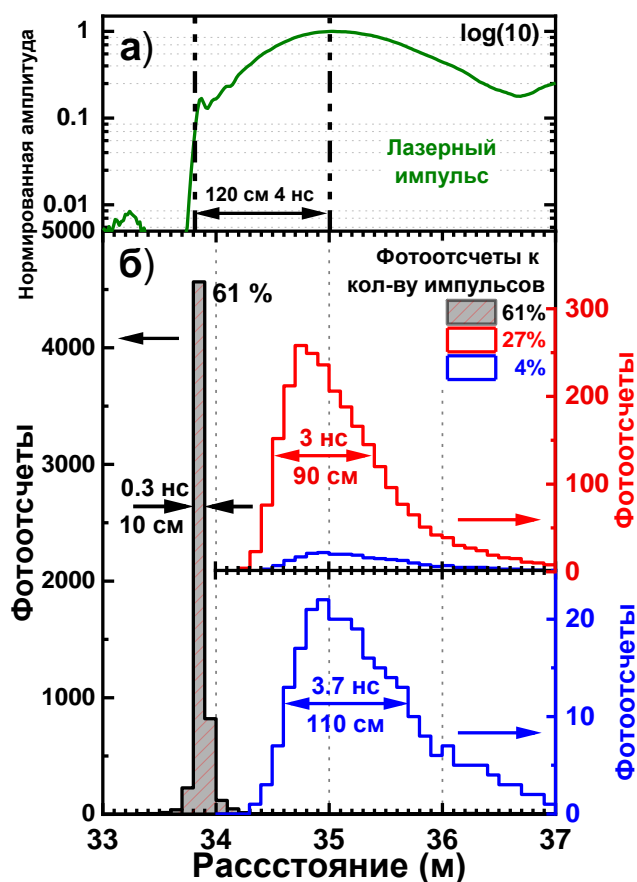 а)
log(10)
1
0.1
0.01
Нормированная амплитуда
Лазерный
импульс
120 см 4 нс
5000
б)
Фотоотсчеты к
кол-ву импульсов
61%
27%
4%
61 %
4000
3000
2000
1000
0
Фотоотсчеты
0.3 нс
10 см
3 нс
90 см
300
200
100
0
Фотоотсчеты
3.7 нс
110 см
20
10
0
Фотоотсчеты
33
34
35
36
37
Рассстояние (м)